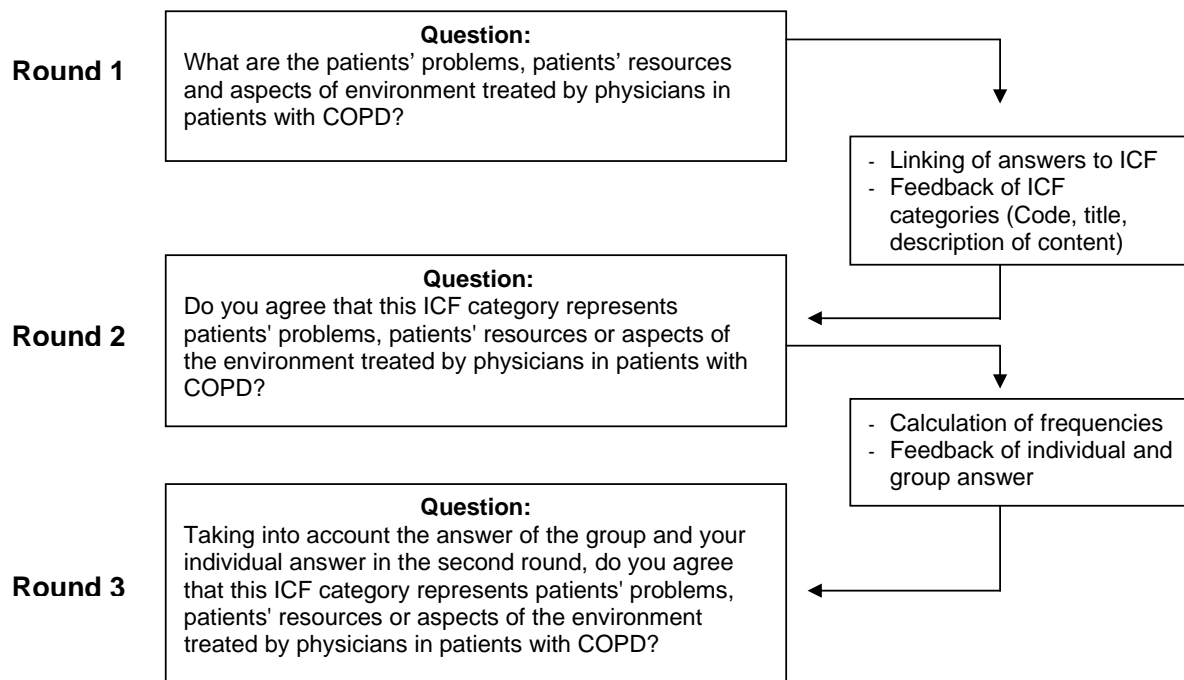 Round 1
Question:
What are the patients’ problems, patients’ resources
and aspects of environment treated by physicians in
patients with COPD?
- Linking of answers to ICF
- Feedback of ICF
categories (Code, title,
description of content)
Round 2
Question:
Do you agree that this ICF category represents
patients' problems, patients' resources or aspects of
the environment treated by physicians in patients with
COPD?
- Calculation of frequencies
- Feedback of individual and
group answer
Round 3
Question:
Taking into account the answer of the group and your
individual answer in the second round, do you agree
that this ICF category represents patients' problems,
patients' resources or aspects of the environment
treated by physicians in patients with COPD?